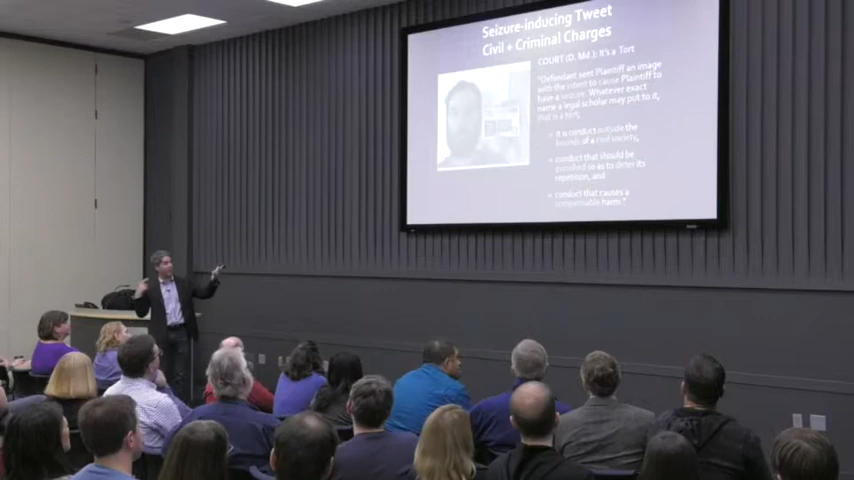 Seizure-inducing Tweet
Civil + Criminal Charges
COURT (D. Md.): It's a Tort
"Defendant sent Plaintiff an image
with the intent to cause Plaintiff to
have a seizure. Whatever exact
name a legal scholar may put to it,
this is a tort,
it is conduct outside the
bounds of a civil society,
conduct that should be
punished so as to deter its
repetition, and
conduct that causes a
compensable harm."